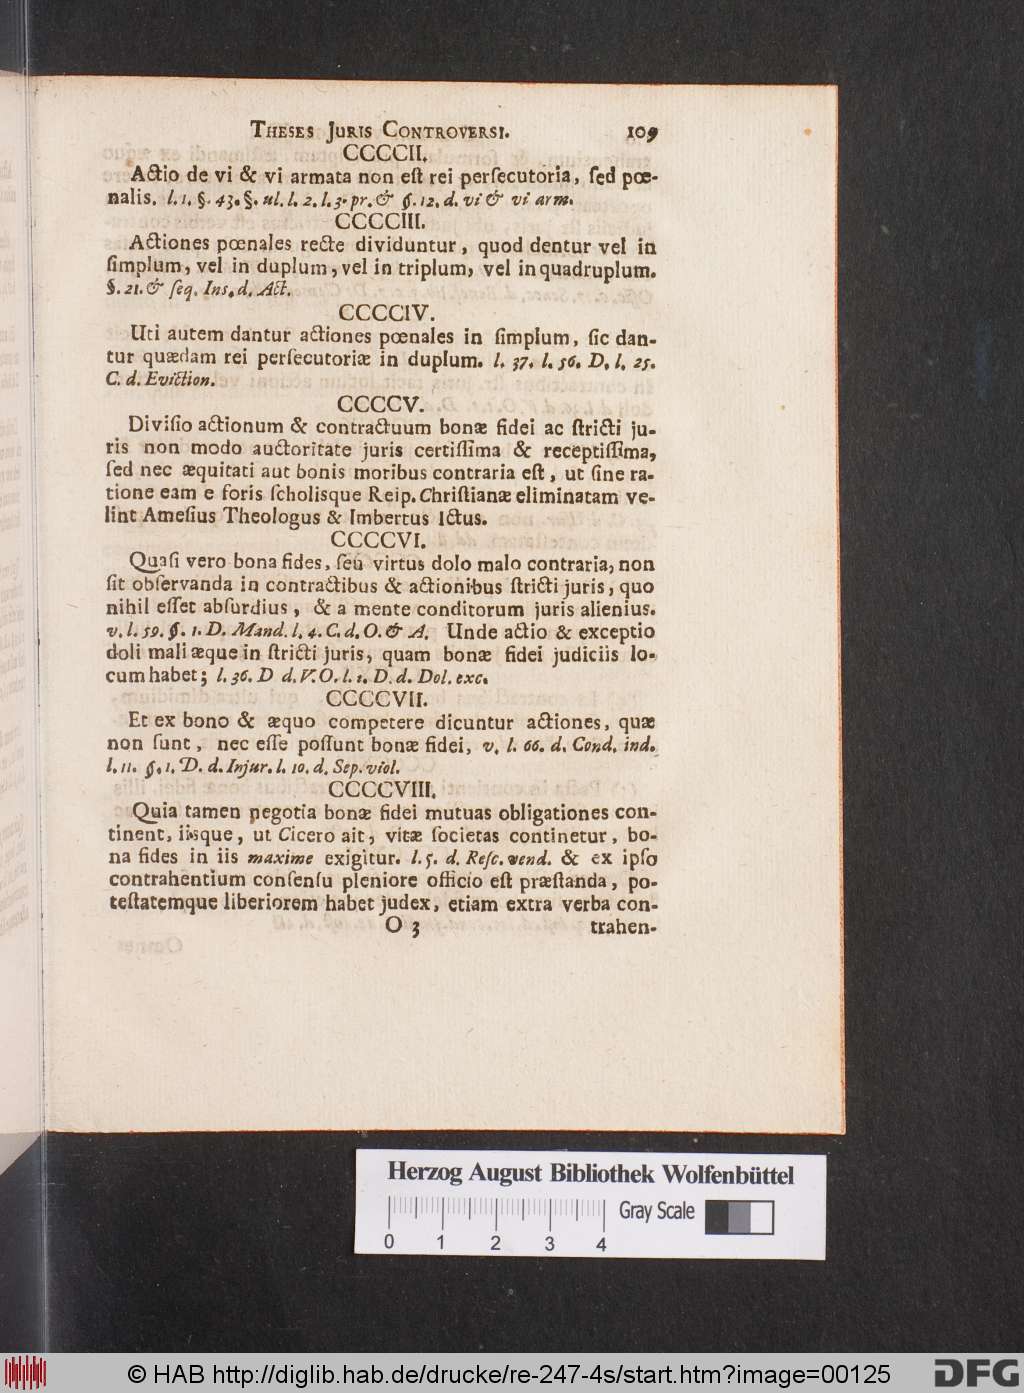 THESES JURIS CONTROVERSI. 109
CCCCII.
Actio de vi & vi armata non eſt rei perſecutoria, ſed pœ-
nalis. l. 1. §. 43. §. ul. l. 2. l. 3. pr. & §. 12. d. vi & vi arm.
CCCCIII.
Actiones pœnales recte dividuntur, quod dentur vel in
ſimplum, vel in duplum, vel in triplum, vel in quadruplum.
§. 21. & ſeq. Inſ. d. Act.
CCCCIV.
Uti autem dantur actiones pœnales in ſimplum, ſic dan-
tur quædam rei perſecutoriæ in duplum. l. 37. l. 56. D. l. 25.
C. d. Eviction.
CCCCV.
Diviſio actionum & contractuum bonæ fidei ac ſtricti ju-
ris non modo auctoritate juris certiſſima & receptiſſima,
ſed nec æquitati aut bonis moribus contraria eſt, ut ſine ra-
tione eam e foris ſcholisque Reip. Chriſtianæ eliminatam ve-
lint Ameſius Theologus & Imbertus ICtus.
CCCCVI.
Quaſi vero bona fides, ſeu virtus dolo malo contraria, non
ſit obſervanda in contractibus & actionibus ſtricti juris, quo
nihil eſſet abſurdius, & a mente conditorum juris alienius.
v. l. 59. §. 1. D. Mand. l. 4. C. d. O. & A. Unde actio & exceptio
doli mali æque in ſtricti juris, quam bonæ fidei judiciis lo-
cum habet; l. 36. D d. V. O. l. 1. D. d. Dol. exc.
CCCCVII.
Et ex bono & æquo competere dicuntur actiones, quæ
non ſunt, nec eſſe poſſunt bonæ fidei, v. l. 66. d. Cond. ind.
l. 11. §. 1. D. d. Injur. l. 10. d. Sep. viol.
CCCCVIII.
Quia tamen negotia bonæ fidei mutuas obligationes con-
tinent, iisque, ut Cicero ait, vitæ ſocietas continetur, bo-
na fides in iis maxime exigitur. l. 5. d. Reſc. vend. & ex ipſo
contrahentium conſenſu pleniore officio eſt præſtanda, po-
teſtatemque liberiorem habet judex, etiam extra verba con-
O 3 trahen-
Herzog August Bibliothek Wolfenbüttel
Gray Scale
0 1 2 3 4
© HAB http://diglib.hab.de/drucke/re-247-4s/start.htm?image=00125
DFG